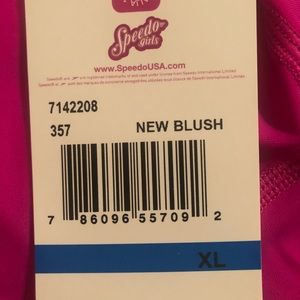 Speedo
girls
www.SpeedoUSA.com
7142208
357 NEW BLUSH
7 86096 55709 2
XL